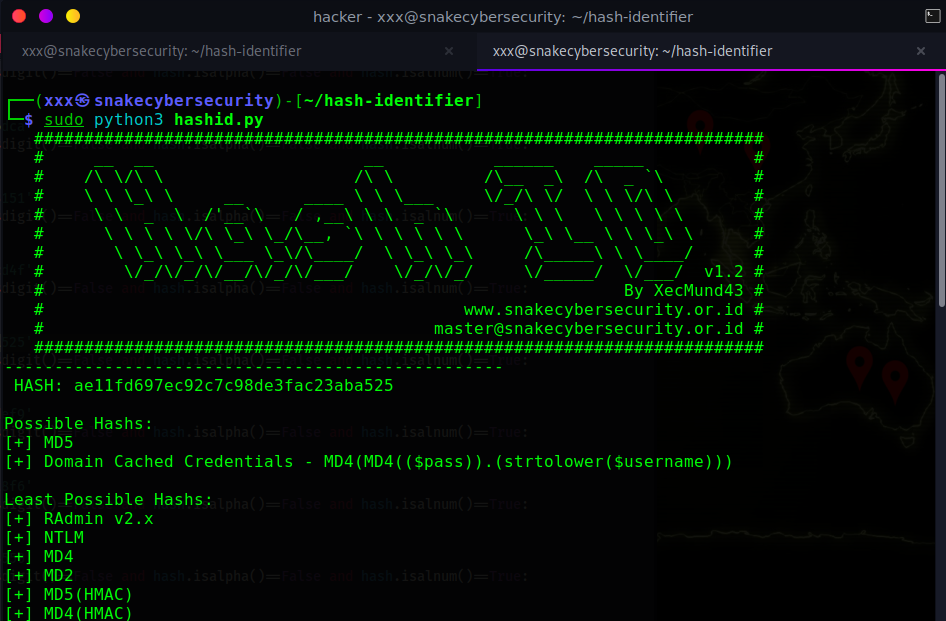 hacker - xxx@snakecybersecurity: ~/hash-identifier
xxx@snakecybersecurity: ~/hash-identifier
xxx@snakecybersecurity: ~/hash-identifier
┌──(xxx㉿snakecybersecurity)-[~/hash-identifier]
└─$ sudo python3 hashid.py
#########################################################################
# Hash ID #
v1.2 #
# By XecMund43 #
# www.snakecybersecurity.or.id #
# master@snakecybersecurity.or.id #
#########################################################################
--------------------------------------------------
HASH: ae11fd697ec92c7c98de3fac23aba525
Possible Hashs:
[+] MD5
[+] Domain Cached Credentials - MD4(MD4(($pass)).(strtolower($username)))
Least Possible Hashs:
[+] RAdmin v2.x
[+] NTLM
[+] MD4
[+] MD2
[+] MD5(HMAC)
[+] MD4(HMAC)